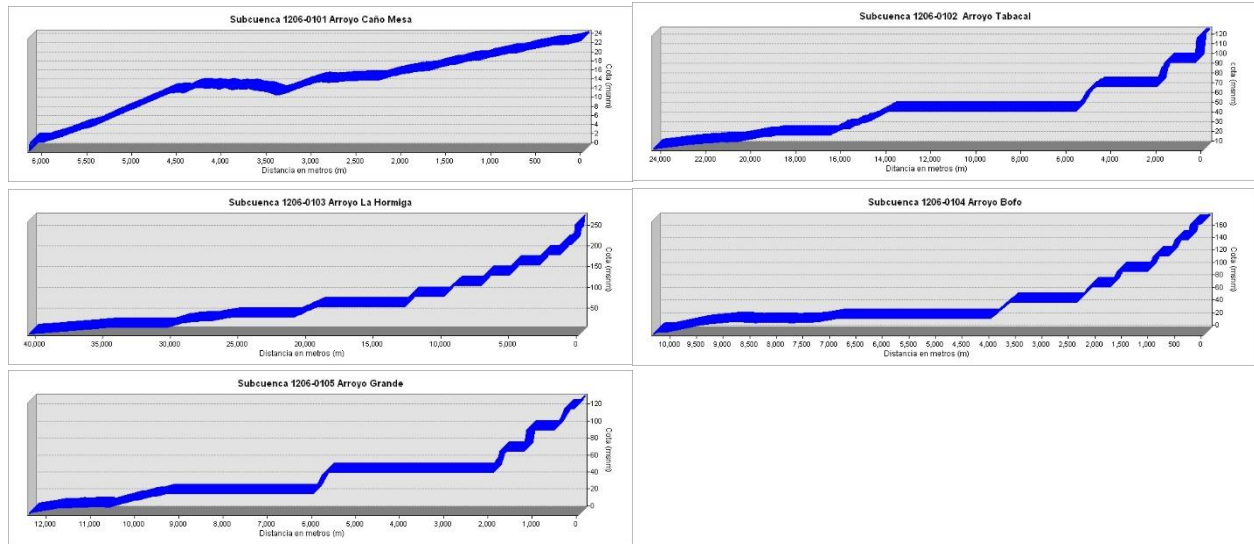 Subcuenca 1206-0101 Arroyo Caño Mesa
24
22
20
18
16
14
12
10
8
6
4
2
0
Cota (msnm)
6,000 5,500 5,000 4,500 4,000 3,500 3,000 2,500 2,000 1,500 1,000 500 0
Distancia en metros (m)
Subcuenca 1206-0102 Arroyo Tabacal
120
110
100
90
80
70
60
50
40
30
20
10
cota (msnm)
24,000 22,000 20,000 18,000 16,000 14,000 12,000 10,000 8,000 6,000 4,000 2,000 0
Ditancia en metros (m)
Subcuenca 1206-0103 Arroyo La Hormiga
250
200
150
100
50
Cota (msnm)
40,000 35,000 30,000 25,000 20,000 15,000 10,000 5,000 0
Distancia en metros (m)
Subcuenca 1206-0104 Arroyo Bofo
160
140
120
100
80
60
40
20
0
Cota (msnm)
10,000 9,500 9,000 8,500 8,000 7,500 7,000 6,500 6,000 5,500 5,000 4,500 4,000 3,500 3,000 2,500 2,000 1,500 1,000 500 0
Distancia en metros (m)
Subcuenca 1206-0105 Arroyo Grande
120
100
80
60
40
20
0
Cota (msnm)
12,000 11,000 10,000 9,000 8,000 7,000 6,000 5,000 4,000 3,000 2,000 1,000 0
Distancia en metros (m)